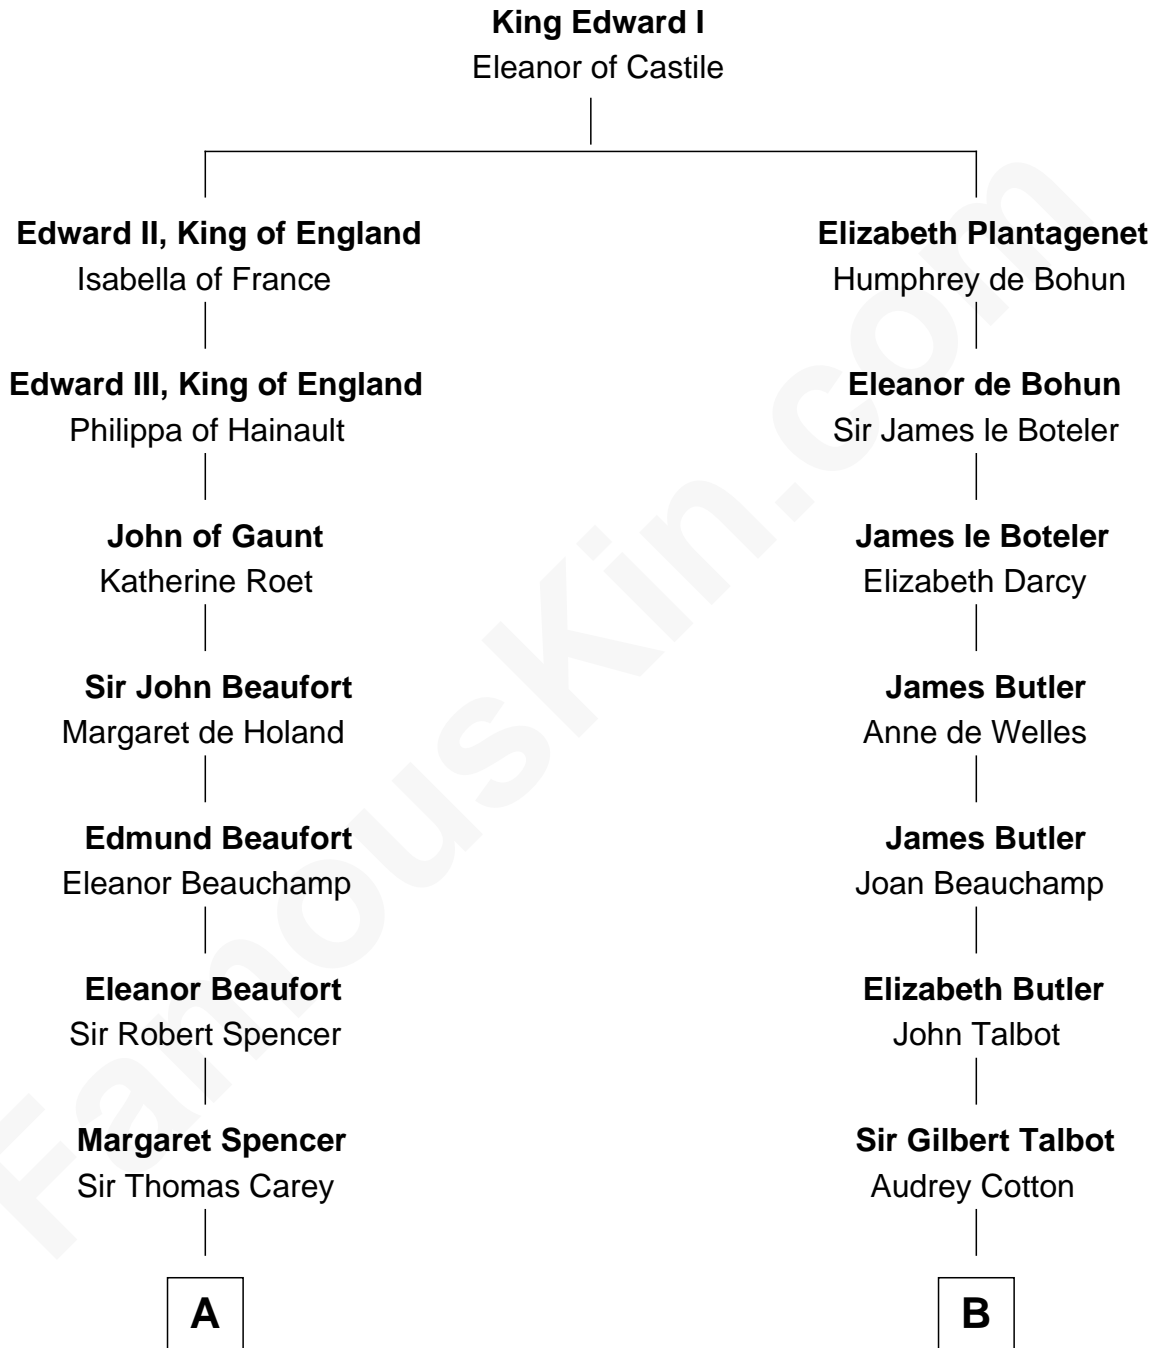 King Edward I
Eleanor of Castile
Edward II, King of England
Isabella of France
Elizabeth Plantagenet
Humphrey de Bohun
Edward III, King of England
Philippa of Hainault
Eleanor de Bohun
Sir James le Boteler
John of Gaunt
Katherine Roet
James le Boteler
Elizabeth Darcy
Sir John Beaufort
Margaret de Holand
James Butler
Anne de Welles
Edmund Beaufort
Eleanor Beauchamp
James Butler
Joan Beauchamp
Eleanor Beaufort
Sir Robert Spencer
Elizabeth Butler
John Talbot
Margaret Spencer
Sir Thomas Carey
Sir Gilbert Talbot
Audrey Cotton
A
B
FamousKin.com